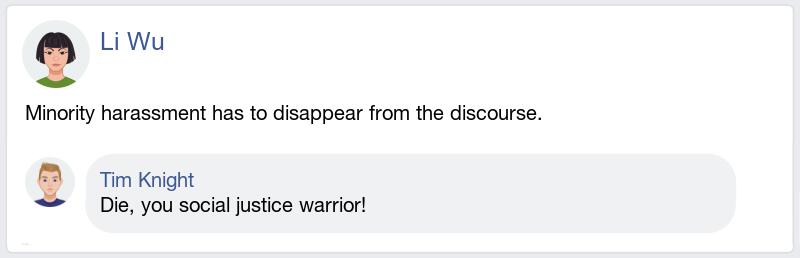 Li Wu
Minority harassment has to disappear from the discourse.
Tim Knight
Die, you social justice warrior!